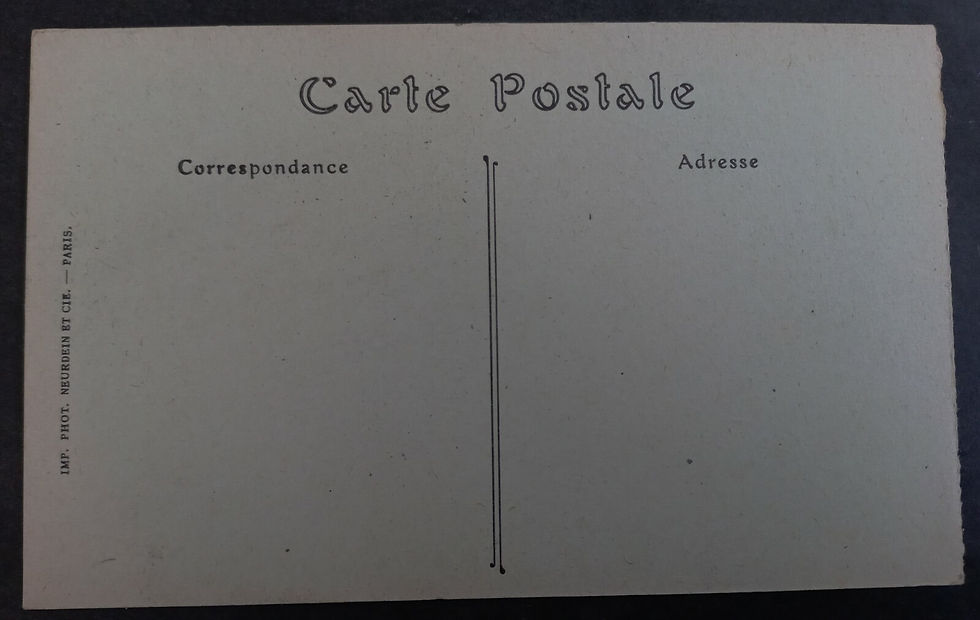 Carte Postale
Correspondance
Adresse
IMP. PHOT. NEURDEIN ET CIE. — PARIS.